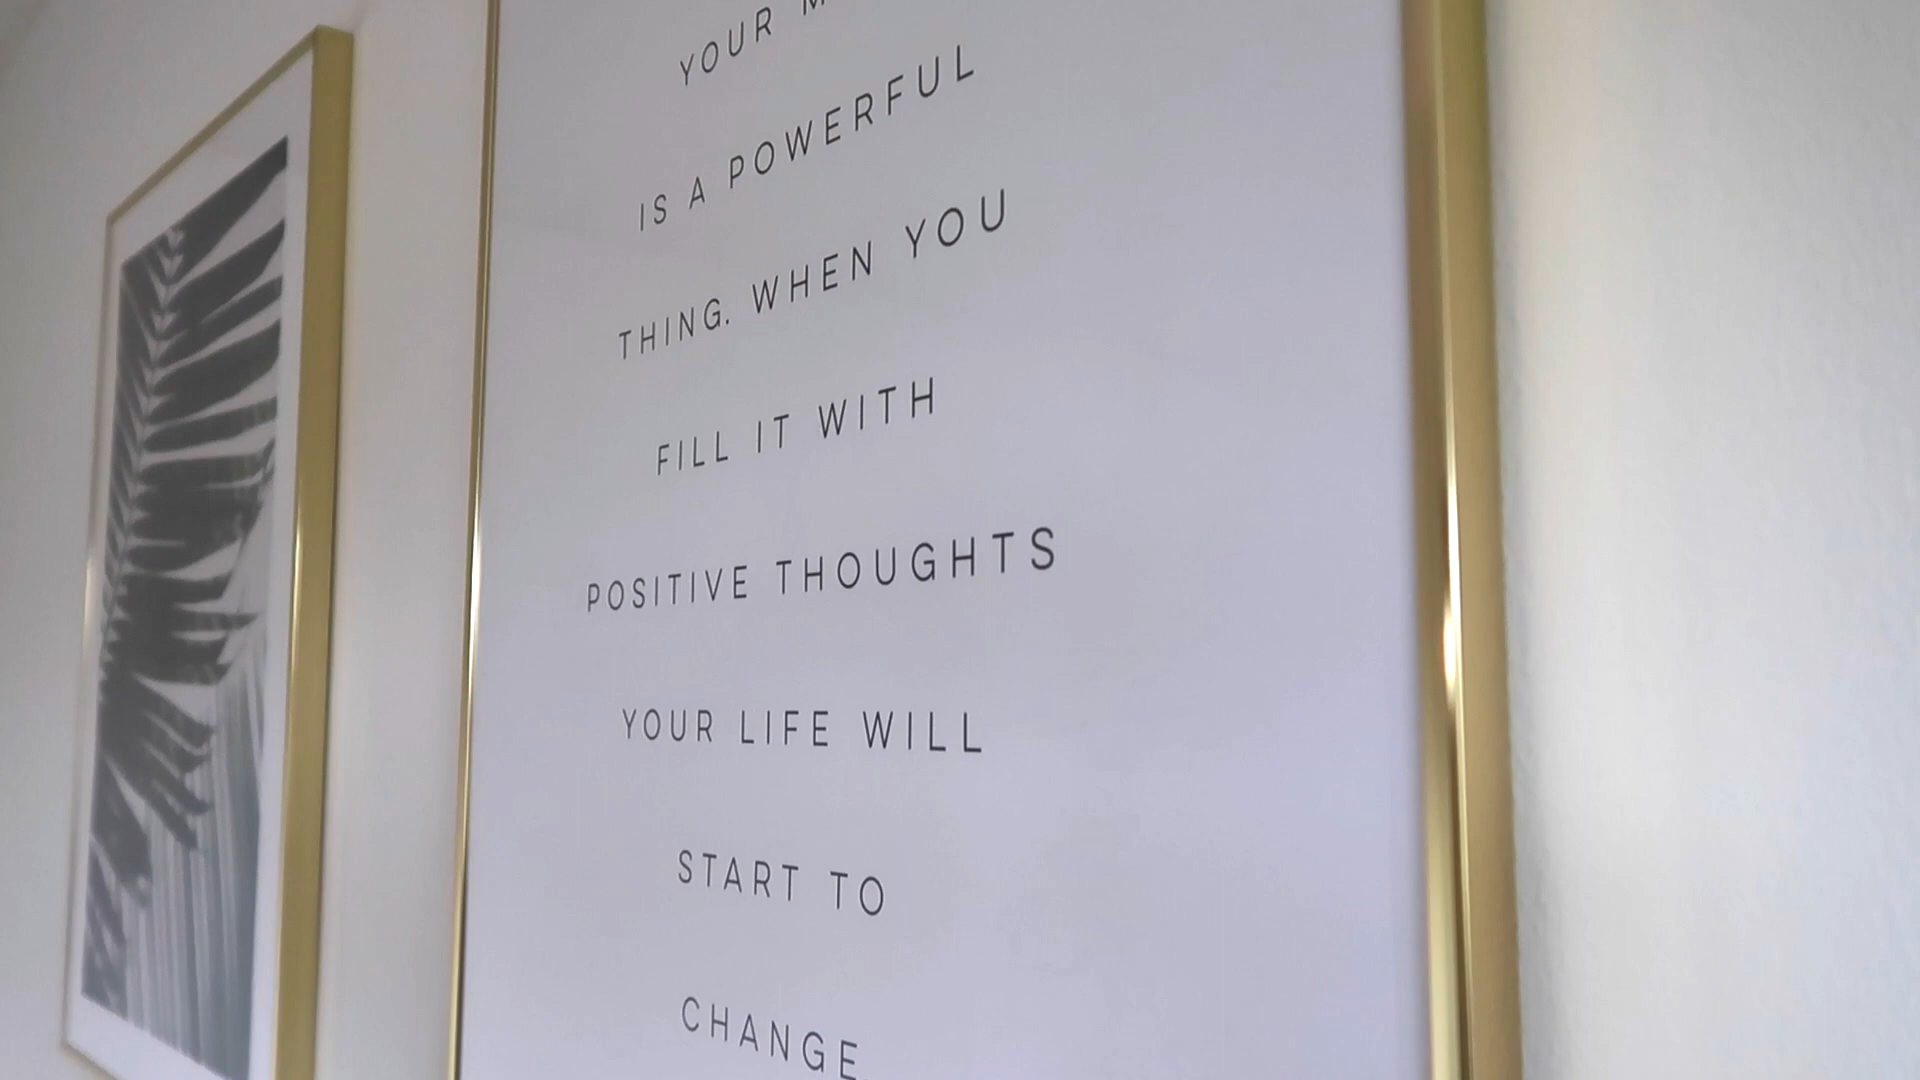 YOUR
IS A POWERFUL
THING. WHEN YOU
FILL IT WITH
POSITIVE THOUGHTS
YOUR LIFE WILL
START TO
CHANGE